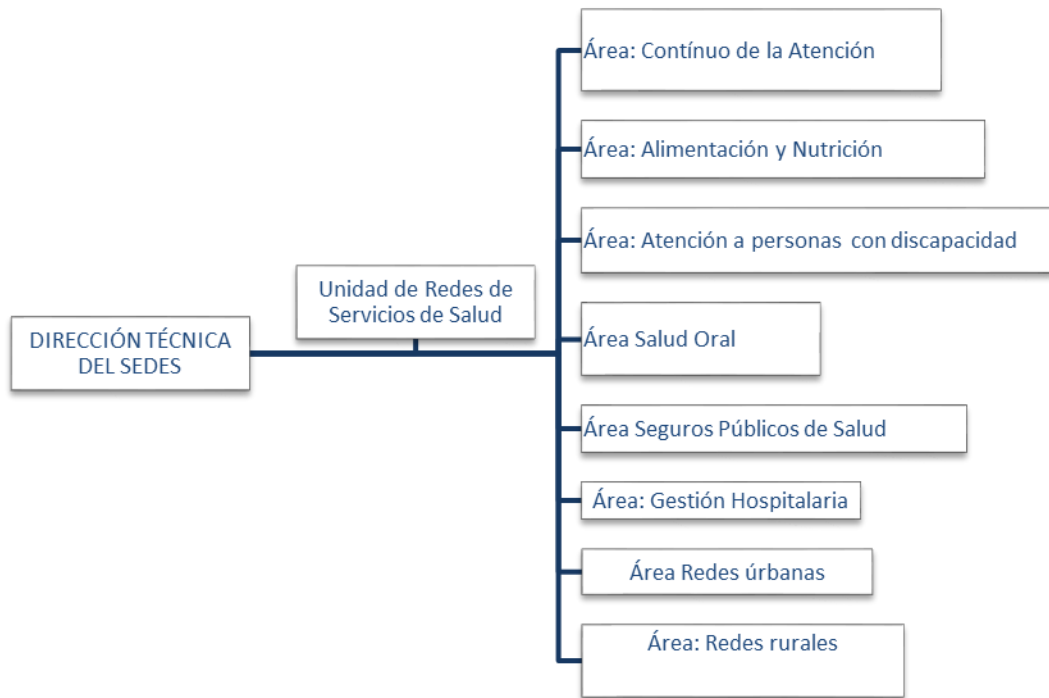 DIRECCIÓN TÉCNICA
DEL SEDES
Unidad de Redes de
Servicios de Salud
Área: Contínuo de la Atención
Área: Alimentación y Nutrición
Área: Atención a personas con discapacidad
Área Salud Oral
Área Seguros Públicos de Salud
Área: Gestión Hospitalaria
Área Redes úrbanas
Área: Redes rurales